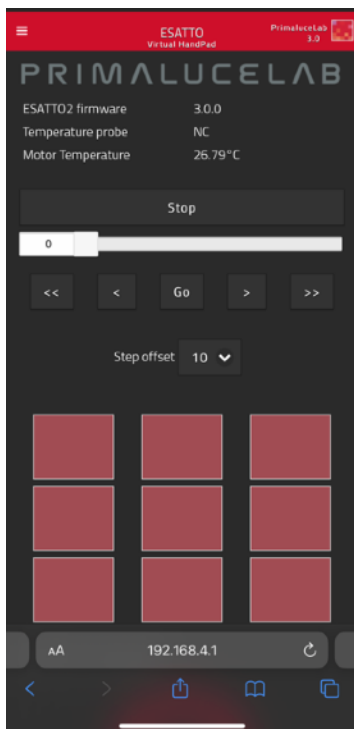 ESATTO
Virtual HandPad
PrimaluceLab
3.0
PRIMALUCELAB
ESATTO2 firmware 3.0.0
Temperature probe NC
Motor Temperature 26.79°C
Stop
0
<< < Go > >>
Step offset 10
AA 192.168.4.1